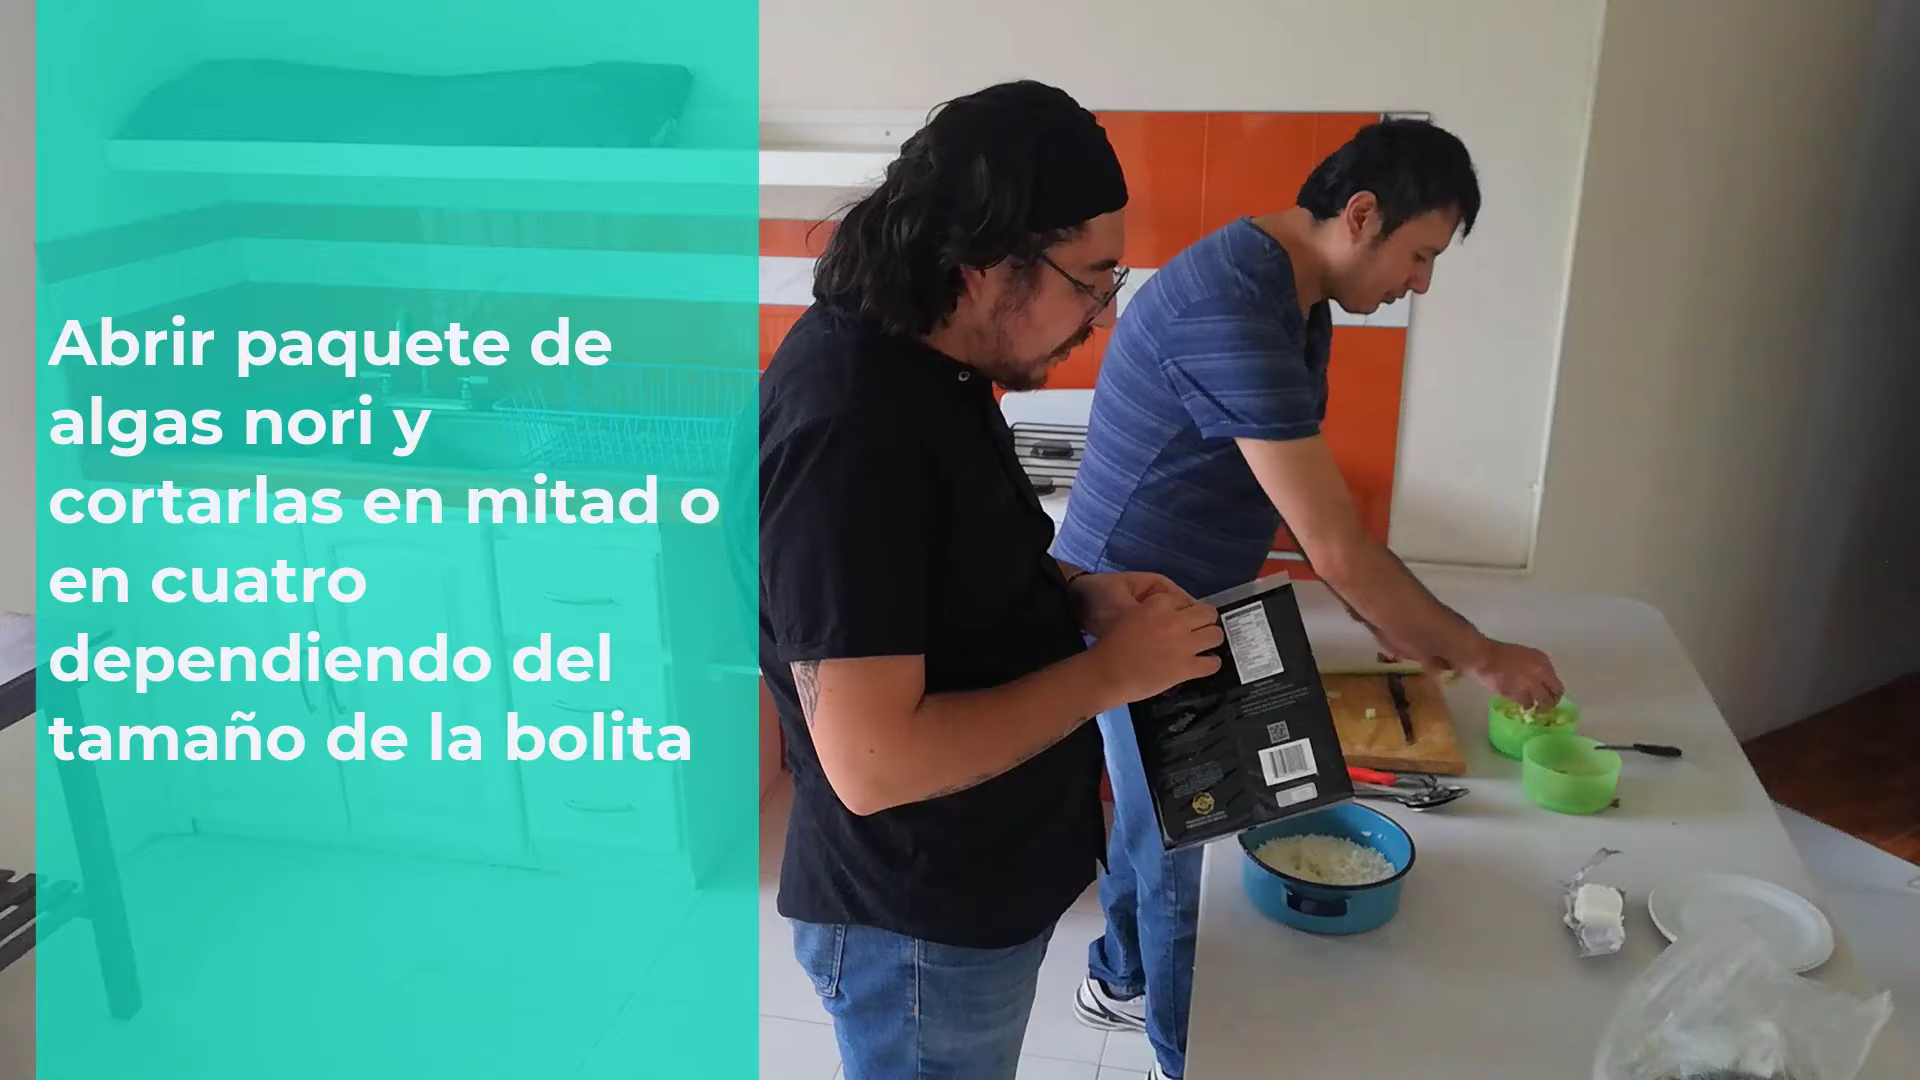 Abrir paquete de
algas nori y
cortarlas en mitad o
en cuatro
dependiendo del
tamaño de la bolita